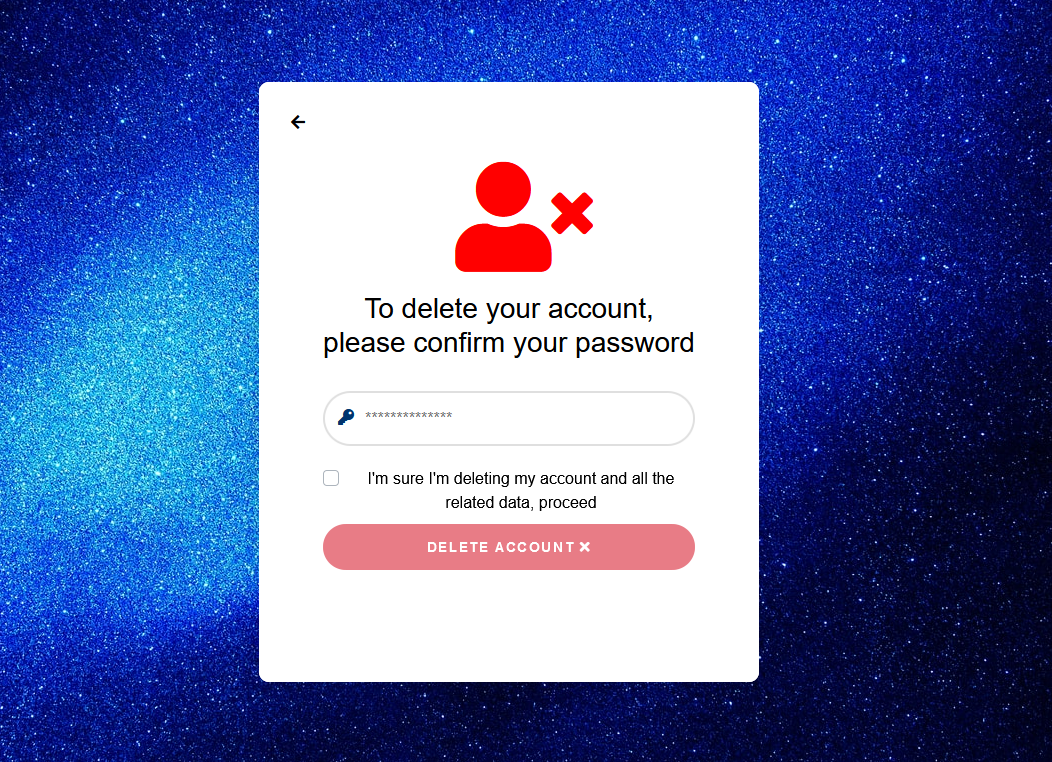 To delete your account,
please confirm your password
**************
I'm sure I'm deleting my account and all the
related data, proceed
DELETE ACCOUNT